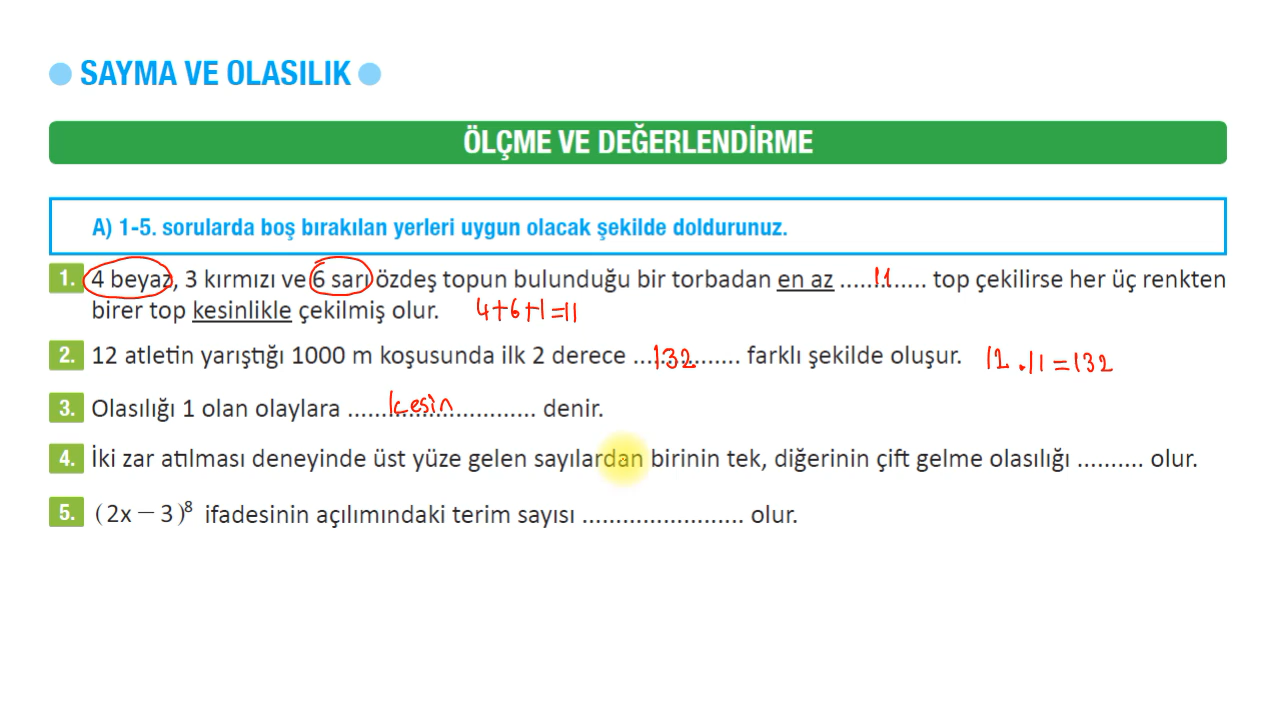 SAYMA VE OLASILIK
ÖLÇME VE DEĞERLENDİRME
A) 1-5. sorularda boş bırakılan yerleri uygun olacak şekilde doldurunuz.
1. 4 beyaz, 3 kırmızı ve 6 sarı özdeş topun bulunduğu bir torbadan en az ......11...... top çekilirse her üç renkten
birer top kesinlikle çekilmiş olur. 4+6+1=11
2. 12 atletin yarıştığı 1000 m koşusunda ilk 2 derece ...132....... farklı şekilde oluşur. 12.11=132
3. Olasılığı 1 olan olaylara ......kesin............ denir.
4. İki zar atılması deneyinde üst yüze gelen sayılardan birinin tek, diğerinin çift gelme olasılığı .......... olur.
5. (2x − 3)⁸ ifadesinin açılımındaki terim sayısı ........................ olur.